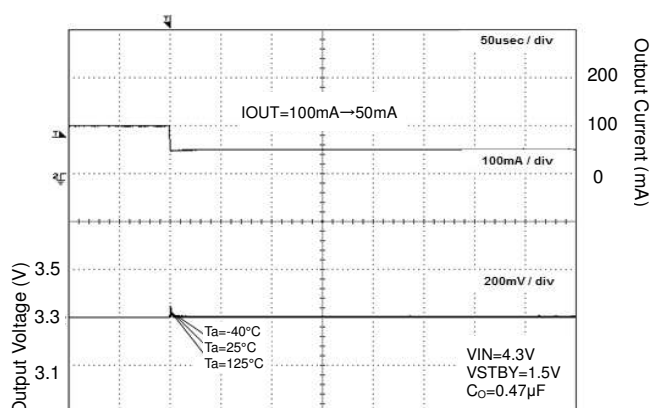 50usec / div
200
IOUT=100mA→50mA
100
100mA / div
0
Output Current (mA)
3.5
200mV / div
3.3
Ta=-40°C
Ta=25°C
Ta=125°C
3.1
VIN=4.3V
VSTBY=1.5V
Co=0.47μF
Output Voltage (V)